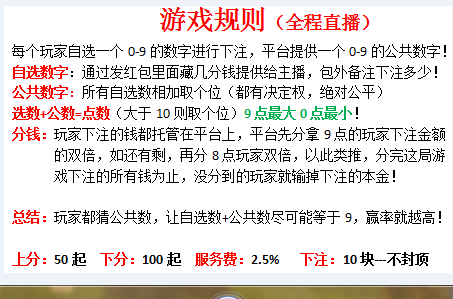 游戏规则（全程直播）
每个玩家自选一个 0-9 的数字进行下注，平台提供一个 0-9 的公共数字！
自选数字：通过发红包里面藏几分钱提供给主播，包外备注下注多少！
公共数字：所有自选数相加取个位（都有决定权，绝对公平）
选数+公数=点数（大于 10 则取个位）9 点最大 0 点最小！
分钱：玩家下注的钱都托管在平台上，平台先分拿 9 点的玩家下注金额
的双倍，如还有剩，再分 8 点玩家双倍，以此类推，分完这局游
戏下注的所有钱为止，没分到的玩家就输掉下注的本金！
总结：玩家都猜公共数，让自选数+公共数尽可能等于 9，赢率就越高！
上分：50 起 下分：100 起 服务费：2.5% 下注：10 块---不封顶